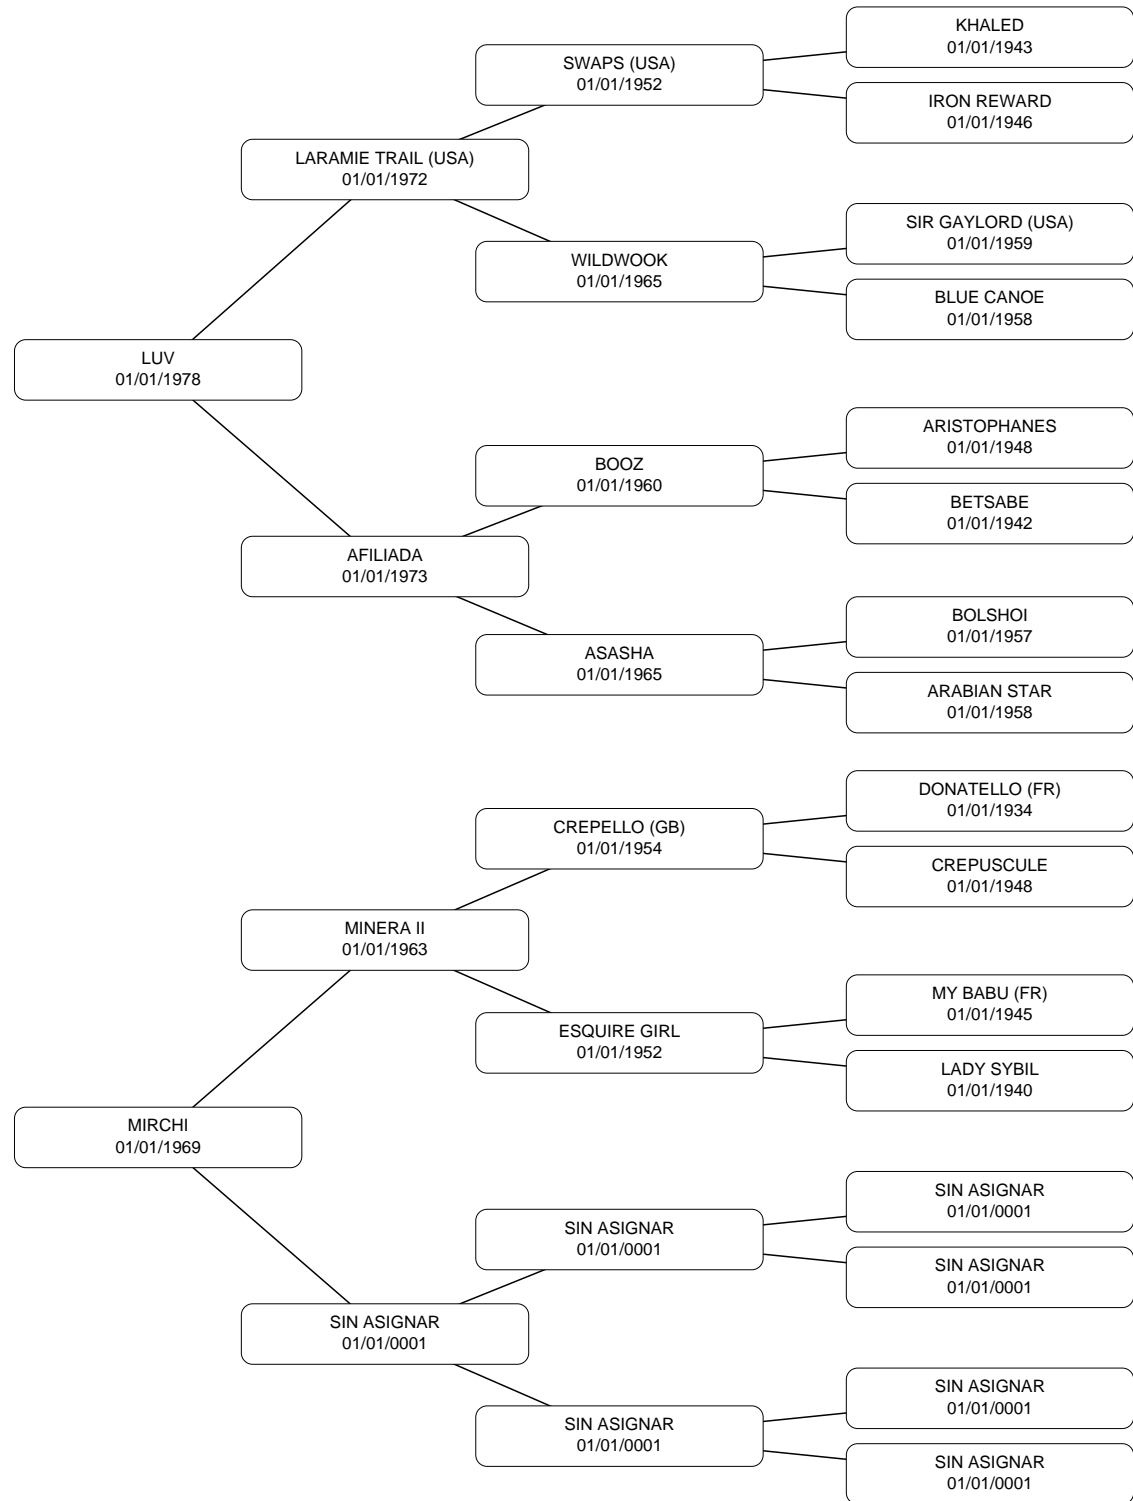 KHALED
01/01/1943
SWAPS (USA)
01/01/1952
IRON REWARD
01/01/1946
LARAMIE TRAIL (USA)
01/01/1972
SIR GAYLORD (USA)
01/01/1959
WILDWOOK
01/01/1965
BLUE CANOE
01/01/1958
LUV
01/01/1978
ARISTOPHANES
01/01/1948
BOOZ
01/01/1960
BETSABE
01/01/1942
AFILIADA
01/01/1973
BOLSHOI
01/01/1957
ASASHA
01/01/1965
ARABIAN STAR
01/01/1958
DONATELLO (FR)
01/01/1934
CREPELLO (GB)
01/01/1954
CREPUSCULE
01/01/1948
MINERA II
01/01/1963
MY BABU (FR)
01/01/1945
ESQUIRE GIRL
01/01/1952
LADY SYBIL
01/01/1940
MIRCHI
01/01/1969
SIN ASIGNAR
01/01/0001
SIN ASIGNAR
01/01/0001
SIN ASIGNAR
01/01/0001
SIN ASIGNAR
01/01/0001
SIN ASIGNAR
01/01/0001
SIN ASIGNAR
01/01/0001
SIN ASIGNAR
01/01/0001